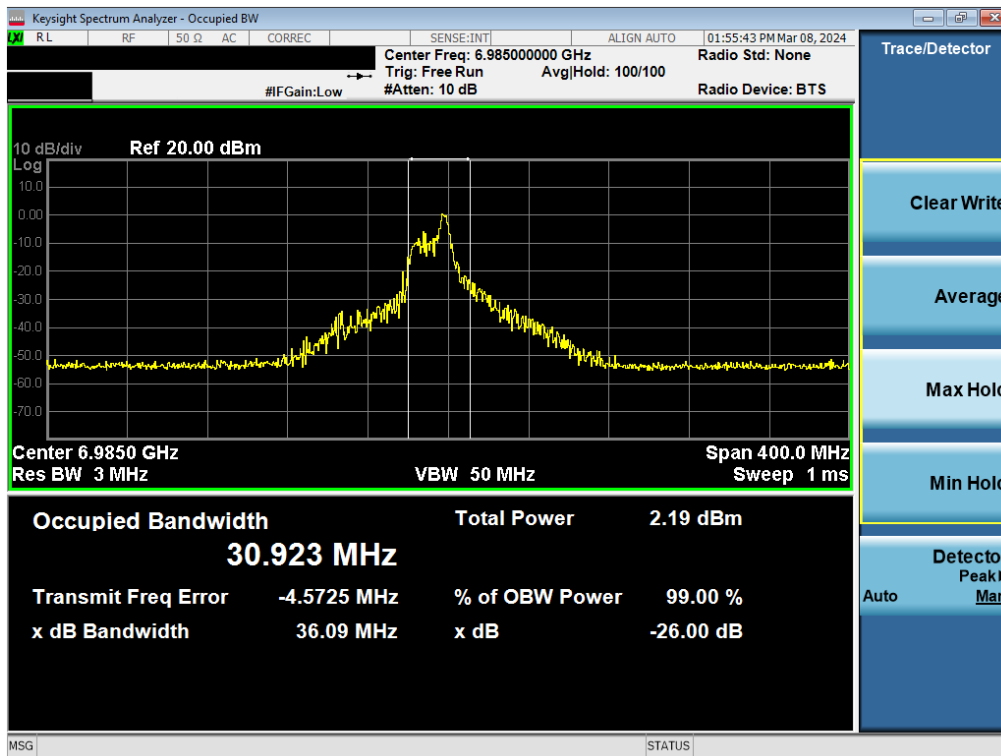 Keysight Spectrum Analyzer - Occupied BW
LXI RL RF 50 Ω AC CORREC SENSE:INT ALIGN AUTO 01:55:43 PM Mar 08, 2024
Center Freq: 6.985000000 GHz Radio Std: None
Trig: Free Run Avg|Hold: 100/100
#IFGain:Low #Atten: 10 dB Radio Device: BTS
10 dB/div Ref 20.00 dBm
Log
10.0
0.00
-10.0
-20.0
-30.0
-40.0
-50.0
-60.0
-70.0
Center 6.9850 GHz Span 400.0 MHz
Res BW 3 MHz VBW 50 MHz Sweep 1 ms
Occupied Bandwidth Total Power 2.19 dBm
30.923 MHz
Transmit Freq Error -4.5725 MHz % of OBW Power 99.00 %
x dB Bandwidth 36.09 MHz x dB -26.00 dB
MSG STATUS
Trace/Detector
Clear Write
Average
Max Hold
Min Hold
Detecto
Peak
Auto Man